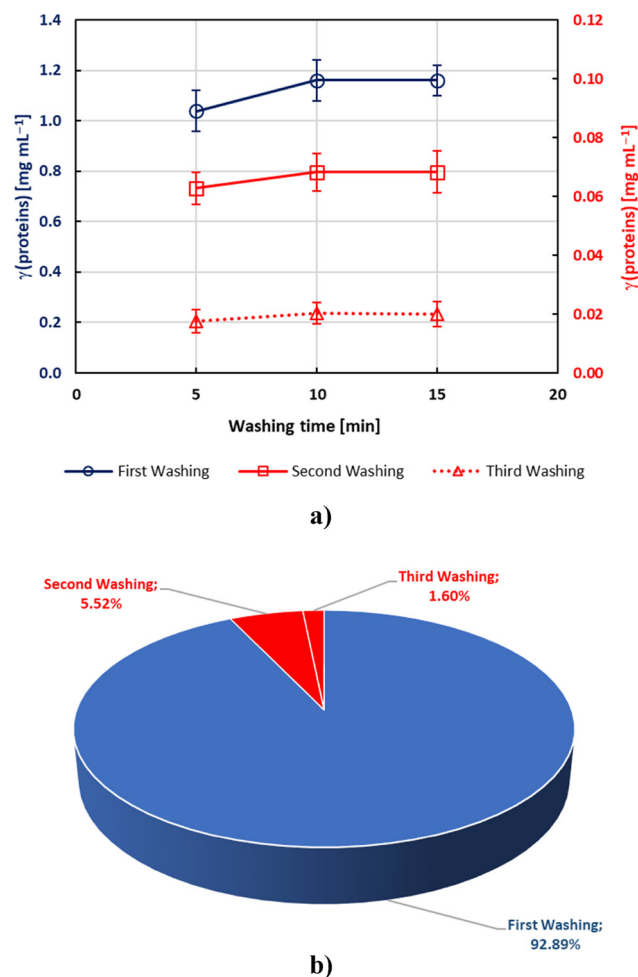 1.4
1.2
1.0
0.8
0.6
0.4
0.2
0.0
γ(proteins) [mg mL⁻¹]
0.12
0.10
0.08
0.06
0.04
0.02
0.00
γ(proteins) [mg mL⁻¹]
0 5 10 15 20
Washing time [min]
First Washing Second Washing Third Washing
a)
Second Washing;
5.52%
Third Washing;
1.60%
First Washing;
92.89%
b)